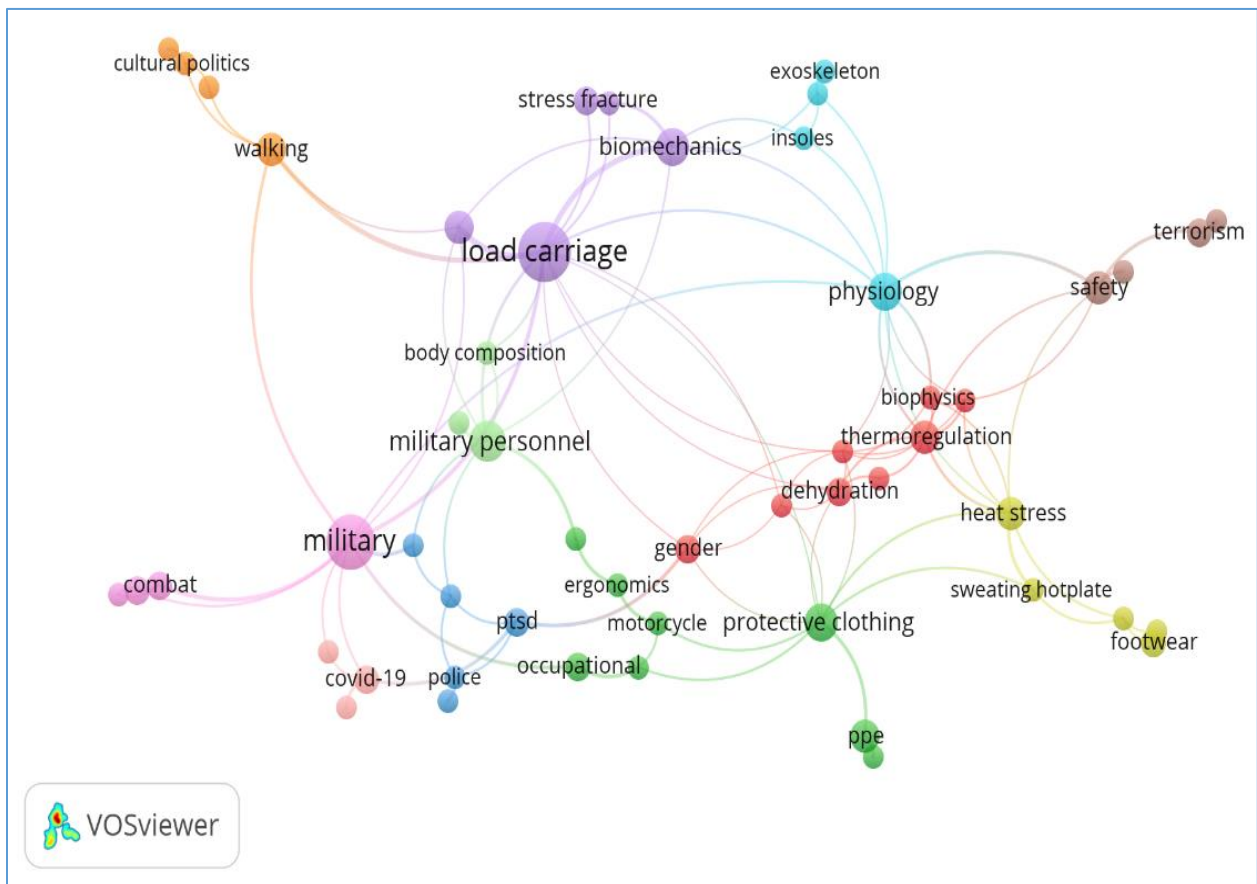 cultural politics
exoskeleton
stress fracture
insoles
biomechanics
walking
terrorism
load carriage
safety
physiology
body composition
biophysics
military personnel
thermoregulation
dehydration
heat stress
military
gender
combat
ergonomics
sweating hotplate
ptsd
motorcycle
protective clothing
footwear
occupational
covid-19
police
ppe
VOSviewer